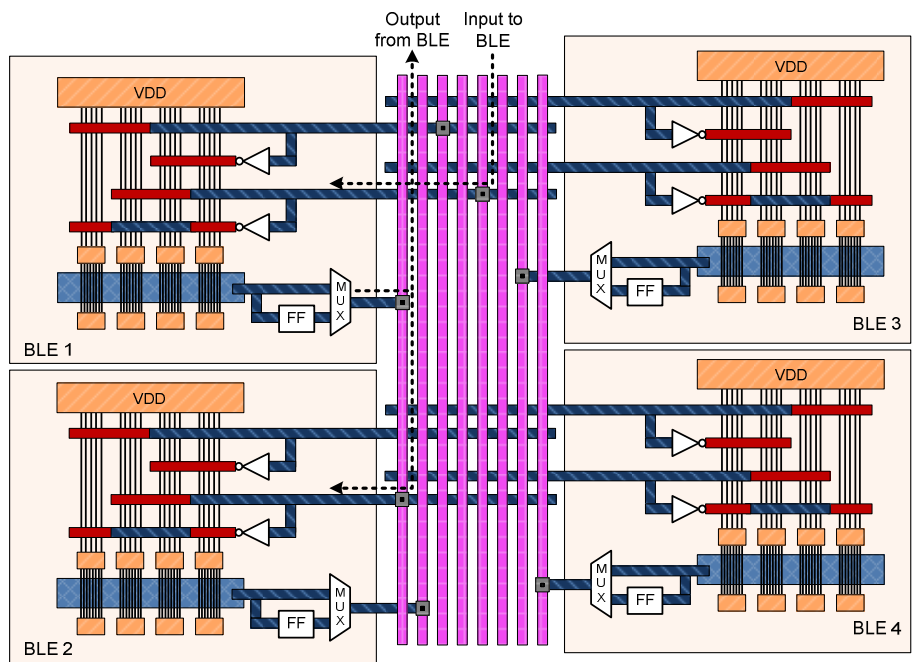 Output
from BLE
Input to
BLE
VDD
MUX
FF
BLE 1
VDD
MUX
FF
BLE 3
VDD
MUX
FF
BLE 2
VDD
MUX
FF
BLE 4